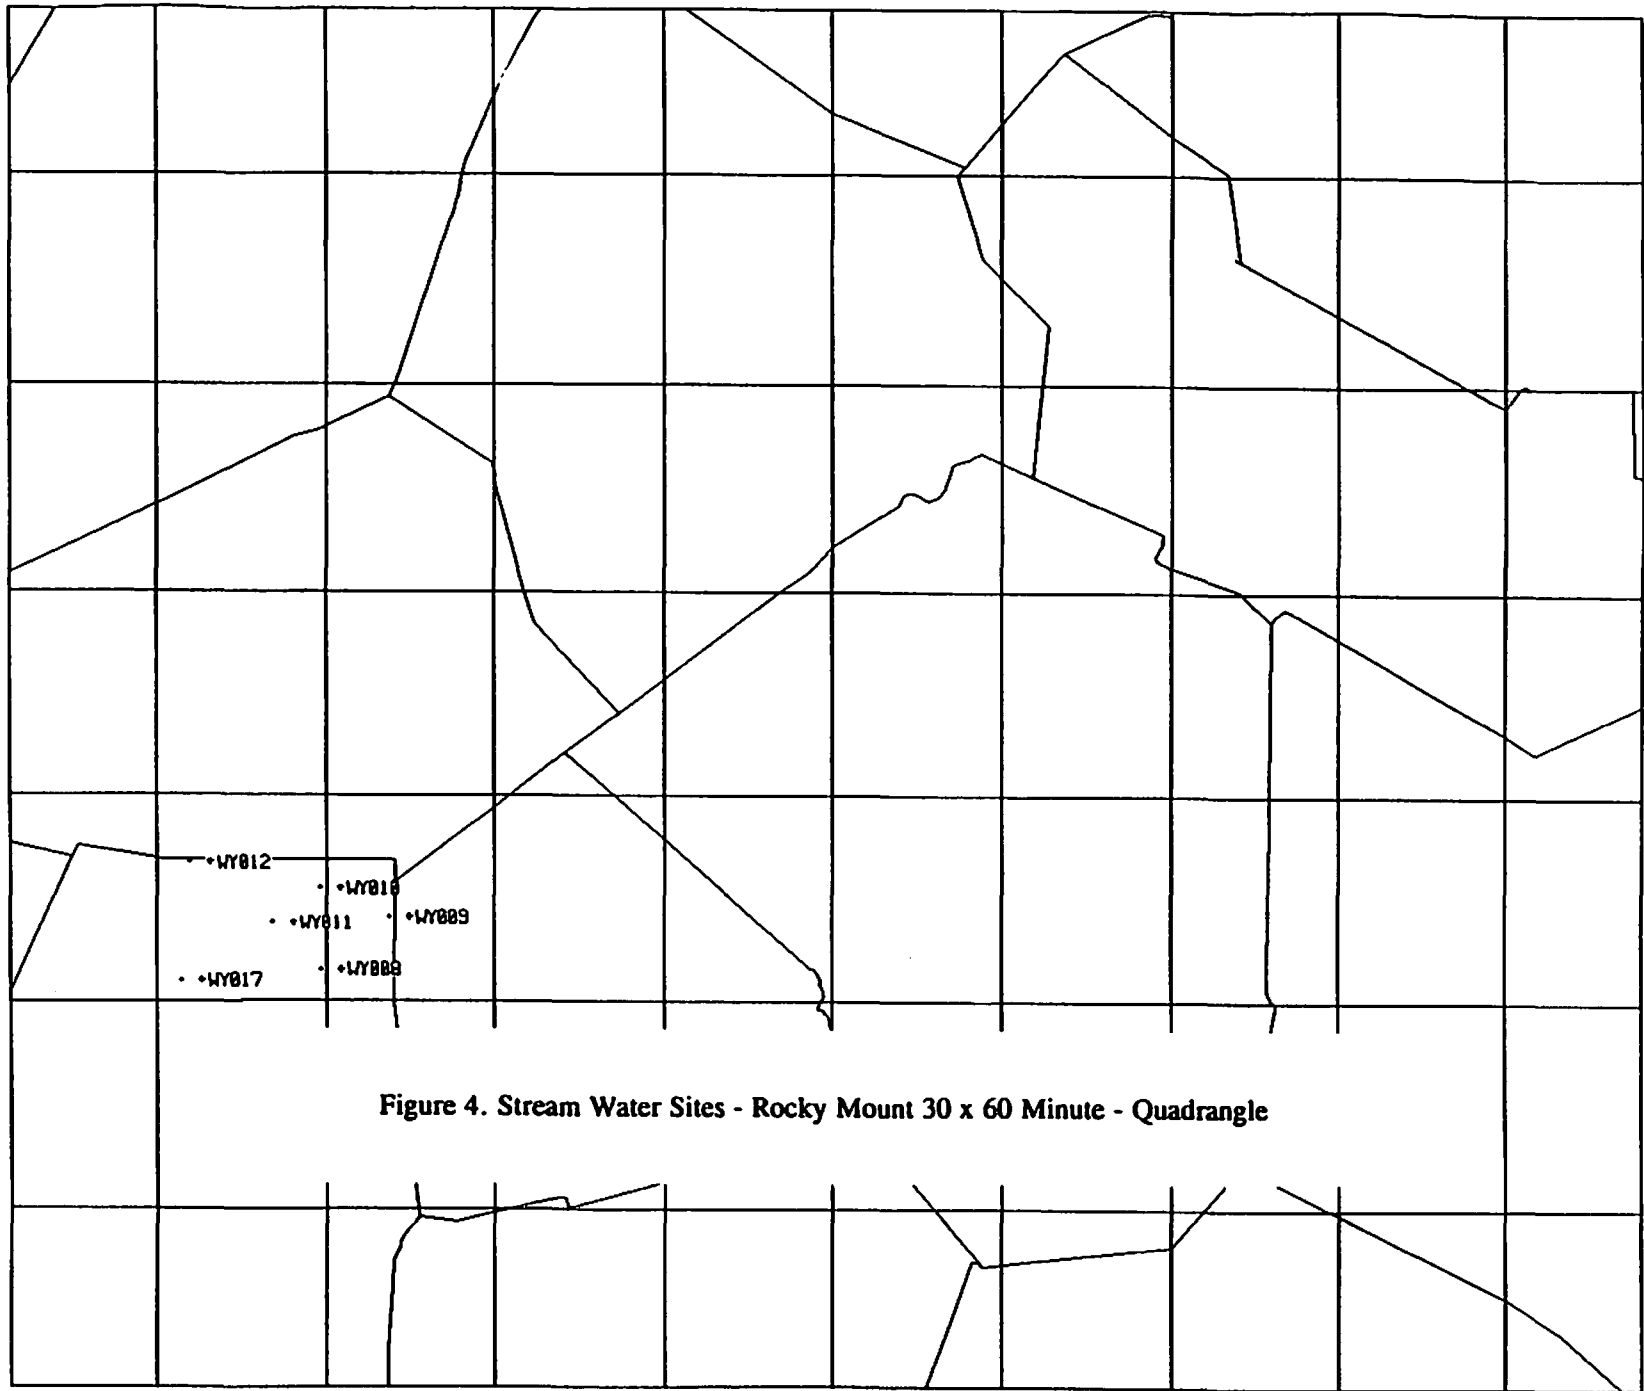 WY012
WY010
WY009
WY011
WY008
WY017
Figure 4. Stream Water Sites - Rocky Mount 30 x 60 Minute - Quadrangle